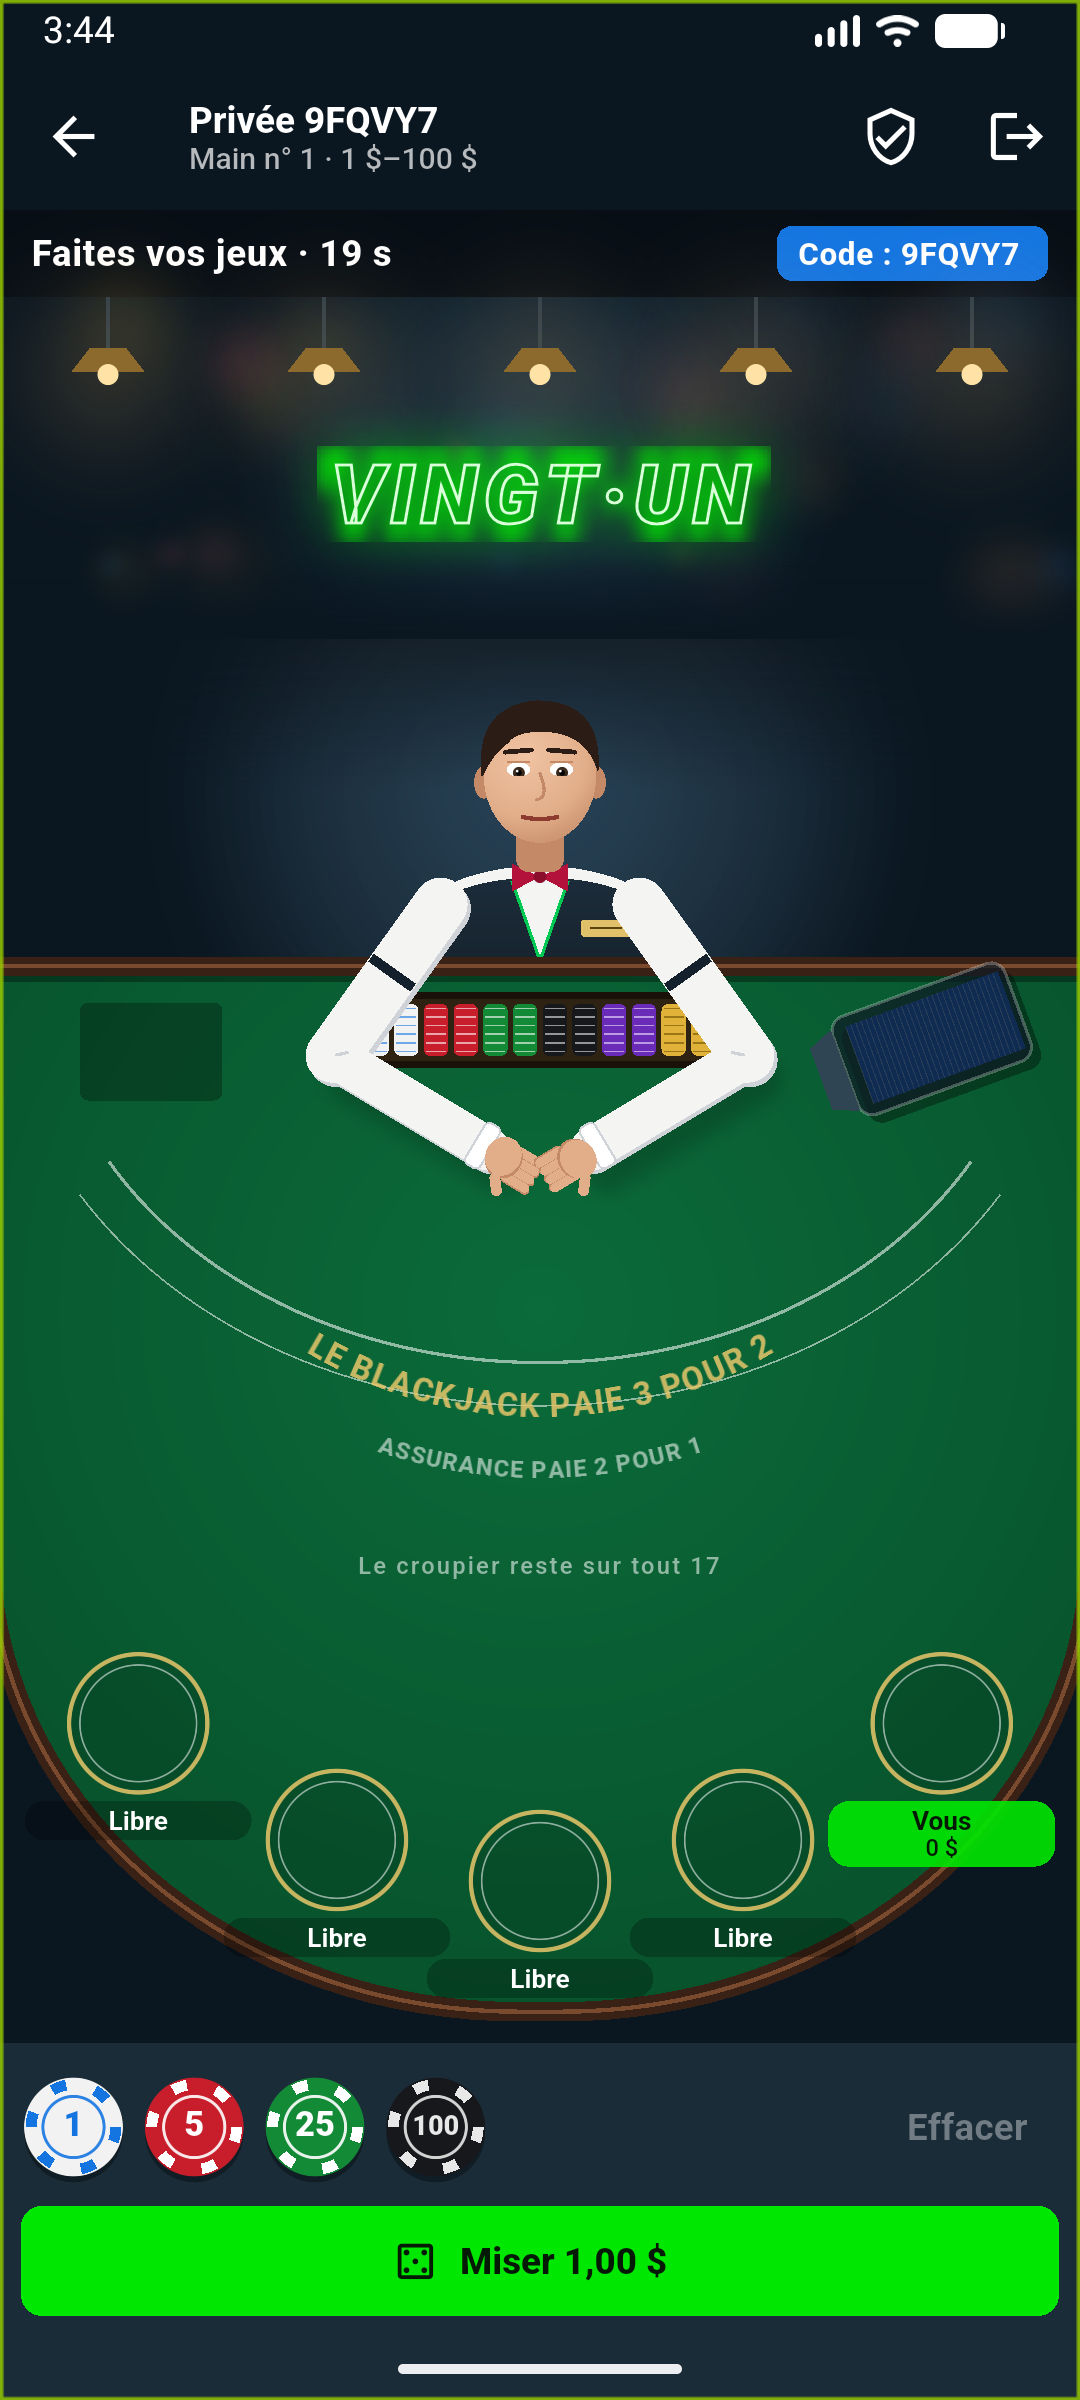 3:44
Privée 9FQVY7
Main n° 1 · 1 $–100 $
Faites vos jeux · 19 s
Code : 9FQVY7
VINGT·UN
LE BLACKJACK PAIE 3 POUR 2
ASSURANCE PAIE 2 POUR 1
Le croupier reste sur tout 17
Libre
Vous
0 $
Libre
Libre
Libre
1
5
25
100
Effacer
Miser 1,00 $